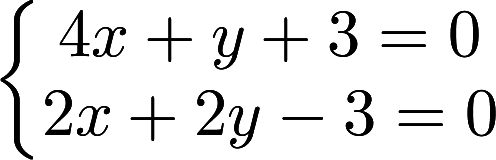 4x + y + 3 = 0
2x + 2y − 3 = 0